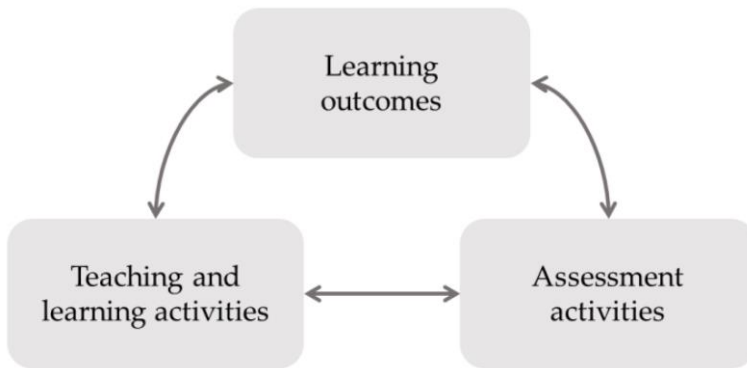 Learning
outcomes
Teaching and
learning activities
Assessment
activities